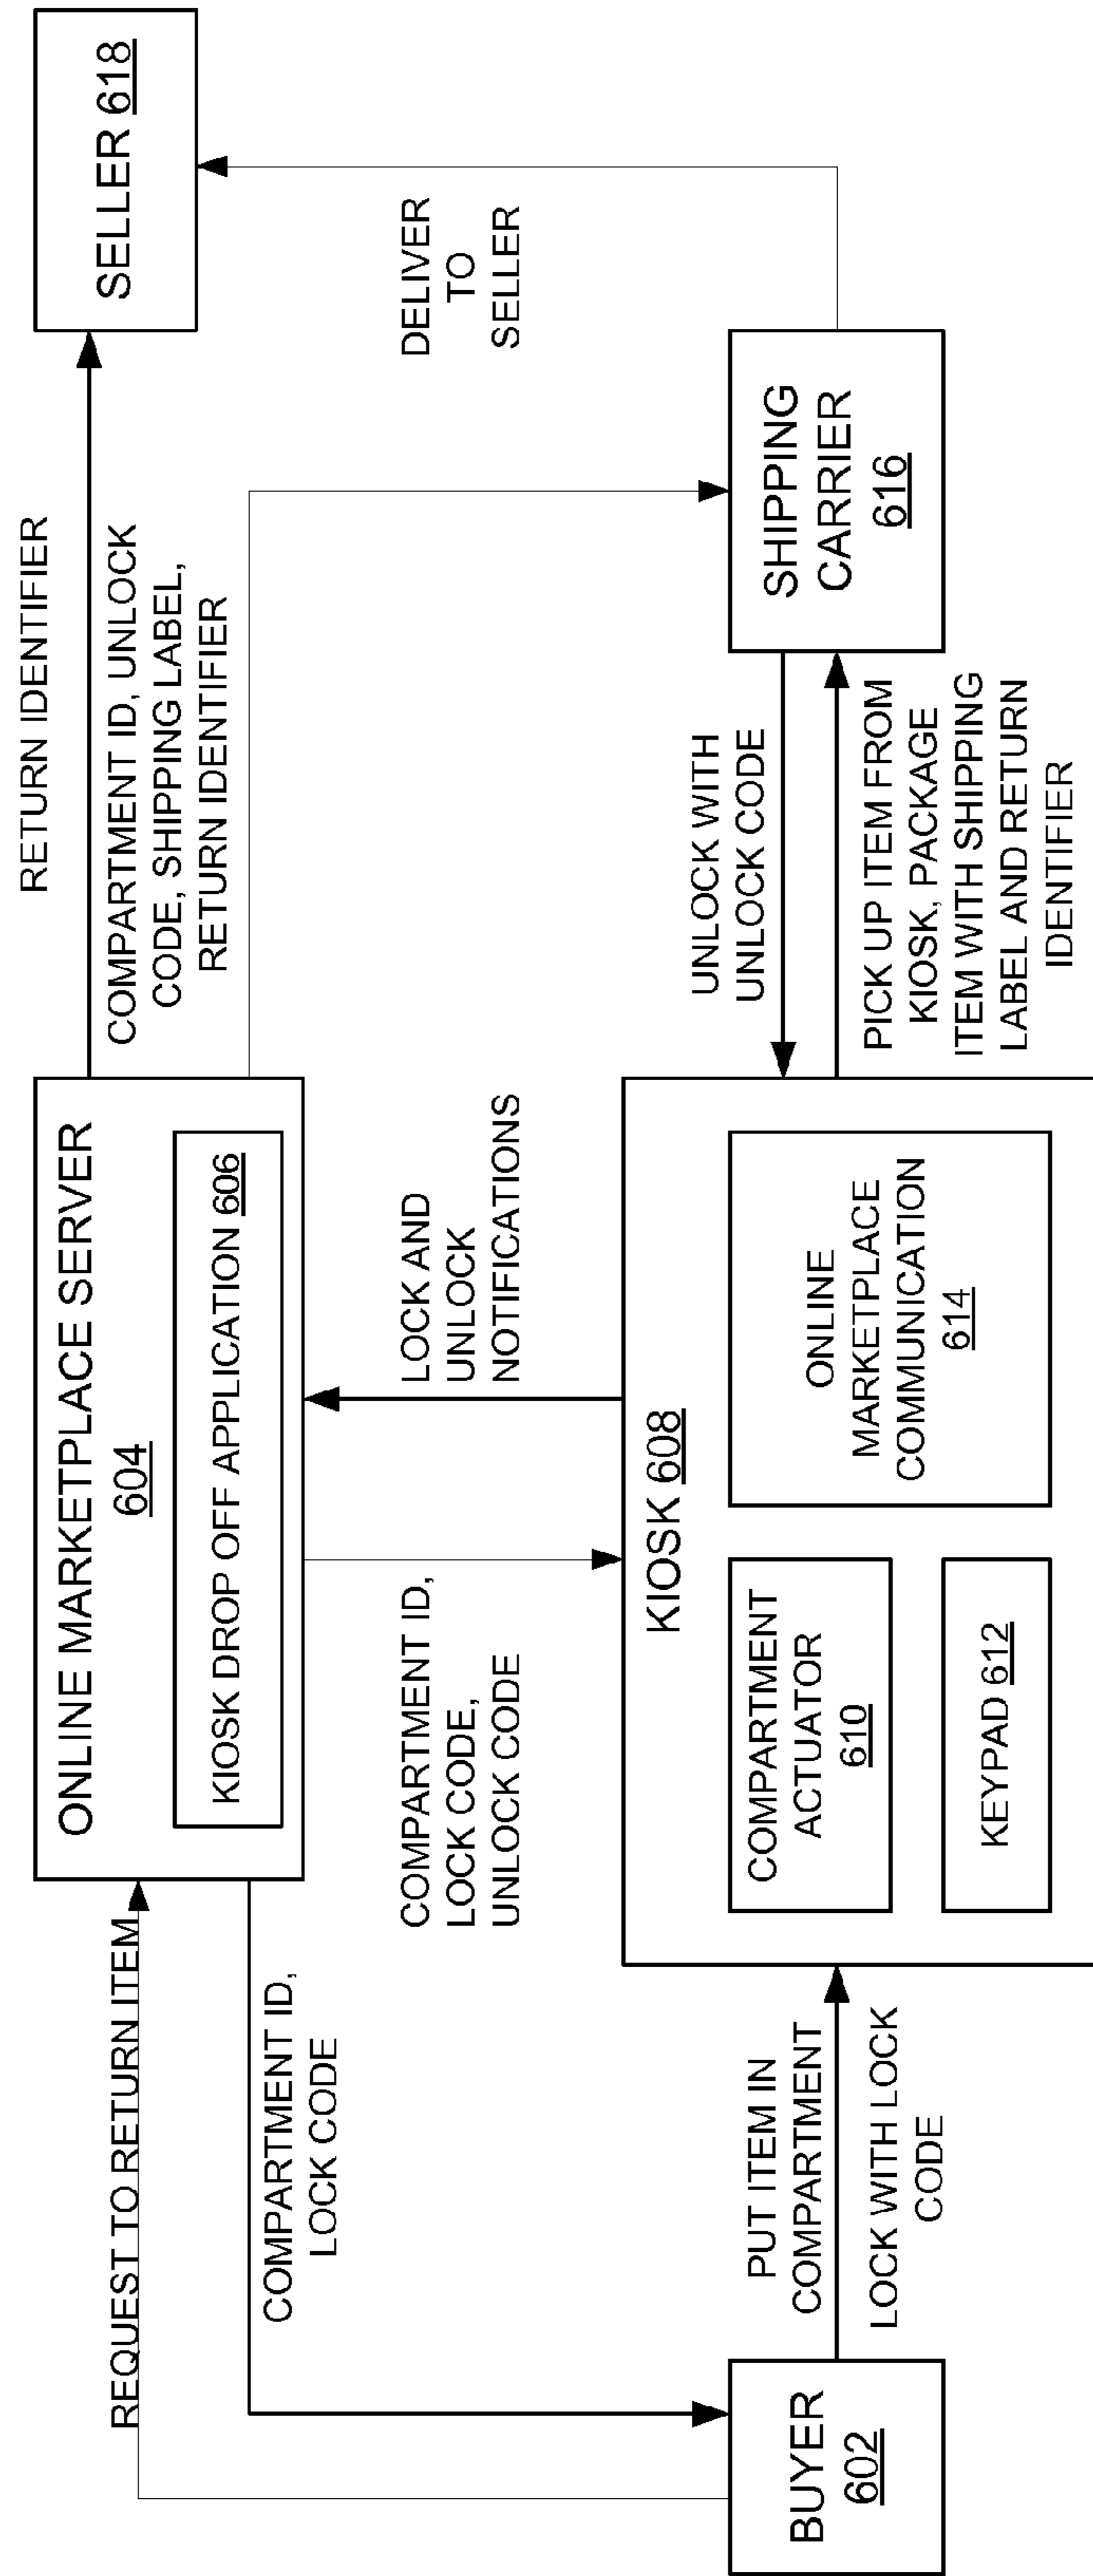 RETURN IDENTIFIER
SELLER 618
REQUEST TO RETURN ITEM
ONLINE MARKETPLACE SERVER
604
KIOSK DROP OFF APPLICATION 606
COMPARTMENT ID, UNLOCK
CODE, SHIPPING LABEL,
RETURN IDENTIFIER
COMPARTMENT ID,
LOCK CODE
COMPARTMENT ID,
LOCK CODE,
UNLOCK CODE
LOCK AND
UNLOCK
NOTIFICATIONS
DELIVER
TO
SELLER
BUYER
602
PUT ITEM IN
COMPARTMENT
LOCK WITH LOCK
CODE
KIOSK 608
COMPARTMENT
ACTUATOR
610
KEYPAD 612
ONLINE
MARKETPLACE
COMMUNICATION
614
UNLOCK WITH
UNLOCK CODE
PICK UP ITEM FROM
KIOSK, PACKAGE
ITEM WITH SHIPPING
LABEL AND RETURN
IDENTIFIER
SHIPPING
CARRIER
616